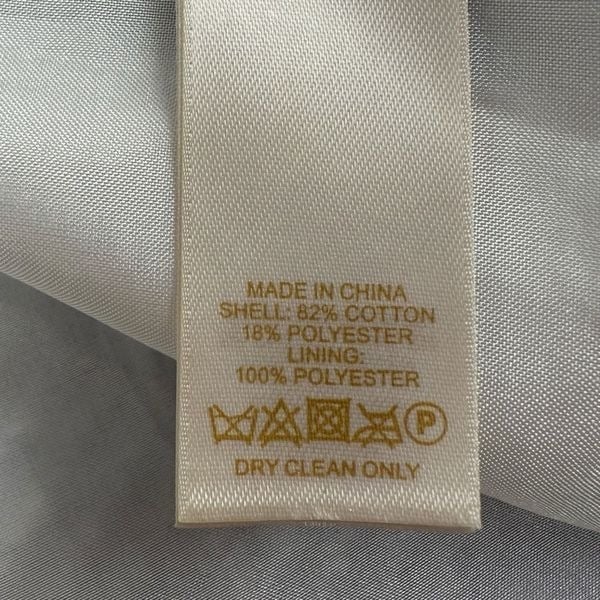 MADE IN CHINA
SHELL: 82% COTTON
18% POLYESTER
LINING:
100% POLYESTER
P
DRY CLEAN ONLY